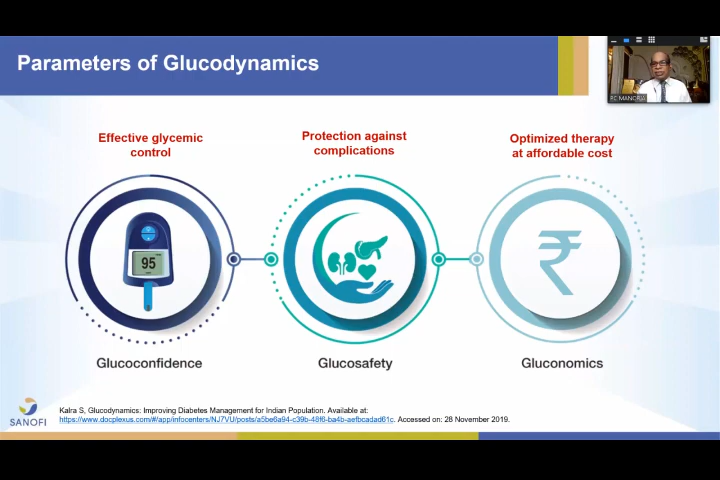 Parameters of Glucodynamics
P.C MANORIA
Effective glycemic
control
Protection against
complications
Optimized therapy
at affordable cost
95
₹
Glucoconfidence
Glucosafety
Gluconomics
SANOFI
Kalra S, Glucodynamics: Improving Diabetes Management for Indian Population. Available at:
https://www.docplexus.com/#/app/infocenters/NJ7VU/posts/a5be6a94-c39b-48f6-ba4b-aefbcadad61c. Accessed on: 28 November 2019.